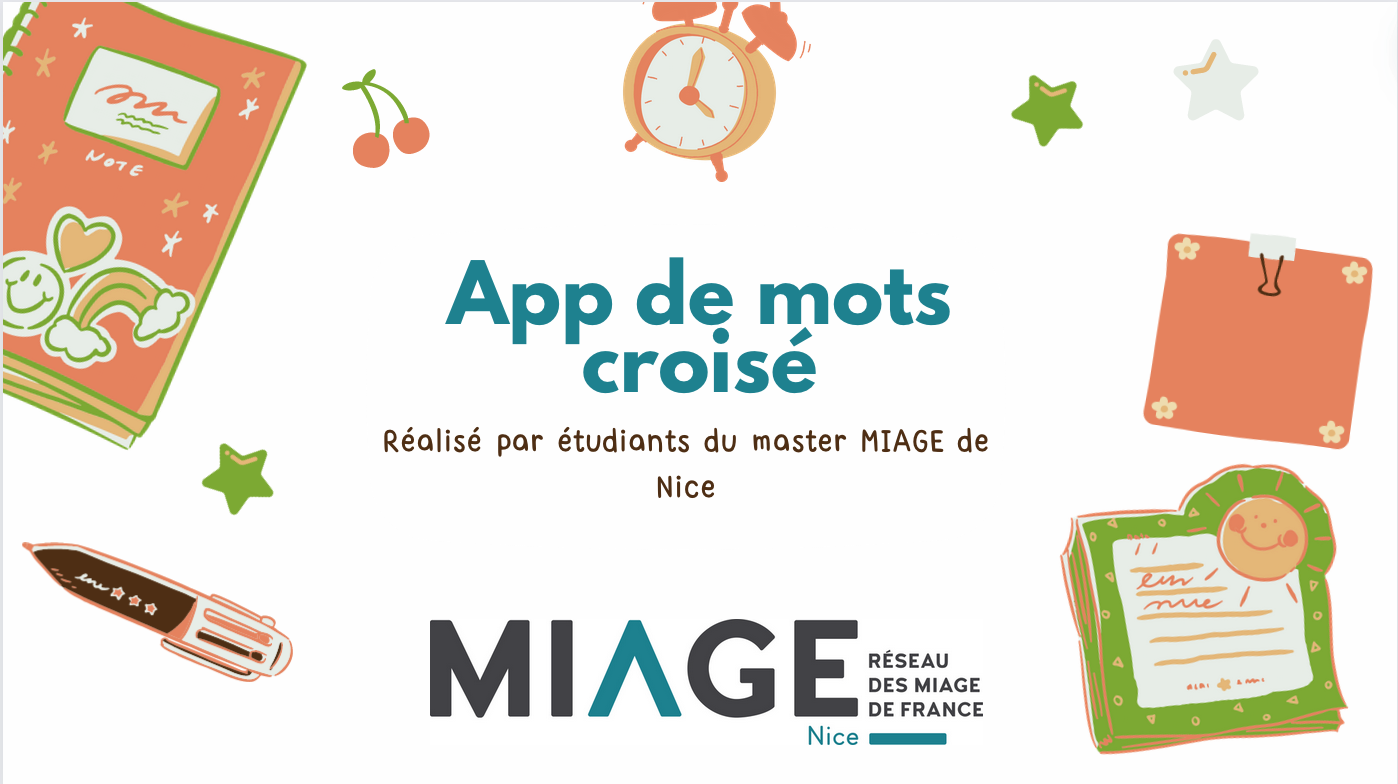 NOTE
App de mots
croisé
Réalisé par étudiants du master MIAGE de
Nice
MIAGE
RÉSEAU
DES MIAGE
DE FRANCE
Nice